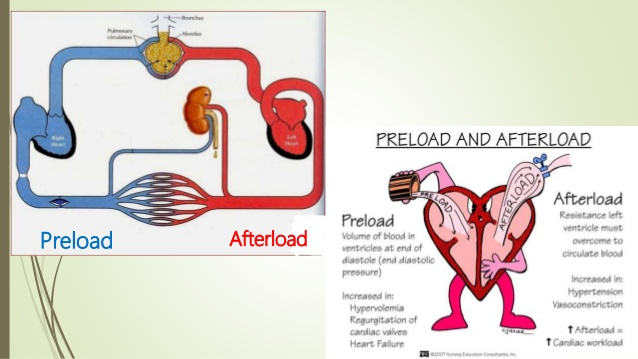 Bronchus
Pulmonary
circulation
Alveolus
Right
Heart
Left
Heart
Preload
Afterload
PRELOAD AND AFTERLOAD
PRELOAD
AFTERLOAD
Preload
Volume of blood in
ventricles at end of
diastole (end diastolic
pressure)
Increased in:
Hypervolemia
Regurgitation of
cardiac valves
Heart Failure
Afterload
Resistance left
ventricle must
overcome to
circulate blood
Increased in:
Hypertension
Vasoconstriction
↑ Afterload =
↑ Cardiac workload
©2007 Nursing Education Consultants, Inc.